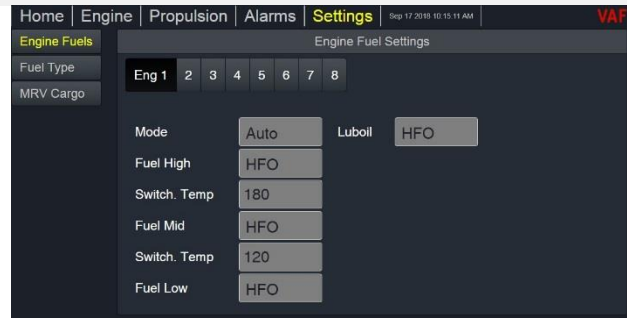 Home Engine Propulsion Alarms Settings Sep 17 2018 10:15:11 AM VAF
Engine Fuels
Engine Fuel Settings
Fuel Type
Eng 1 2 3 4 5 6 7 8
MRV Cargo
Mode Auto Luboil HFO
Fuel High HFO
Switch. Temp 180
Fuel Mid HFO
Switch. Temp 120
Fuel Low HFO